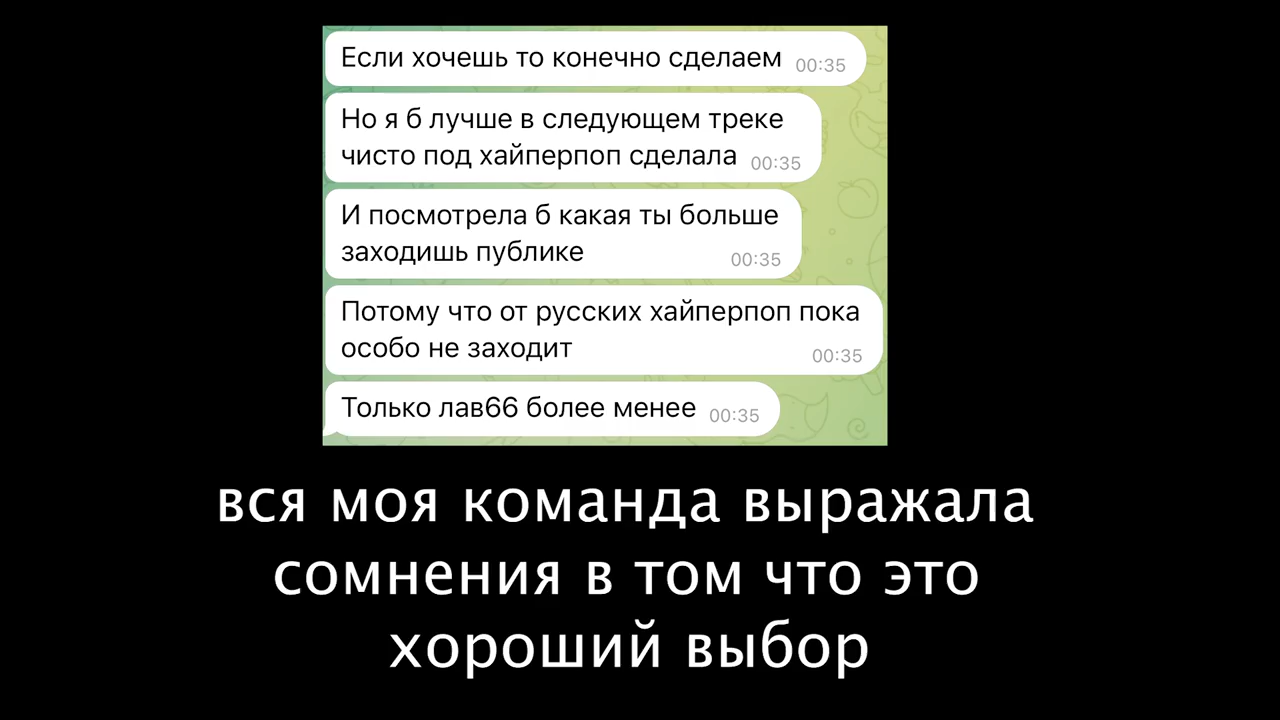 Если хочешь то конечно сделаем 00:35
Но я б лучше в следующем треке
чисто под хайперпоп сделала 00:35
И посмотрела б какая ты больше
заходишь публике 00:35
Потому что от русских хайперпоп пока
особо не заходит 00:35
Только лав66 более менее 00:35
вся моя команда выражала
сомнения в том что это
хороший выбор